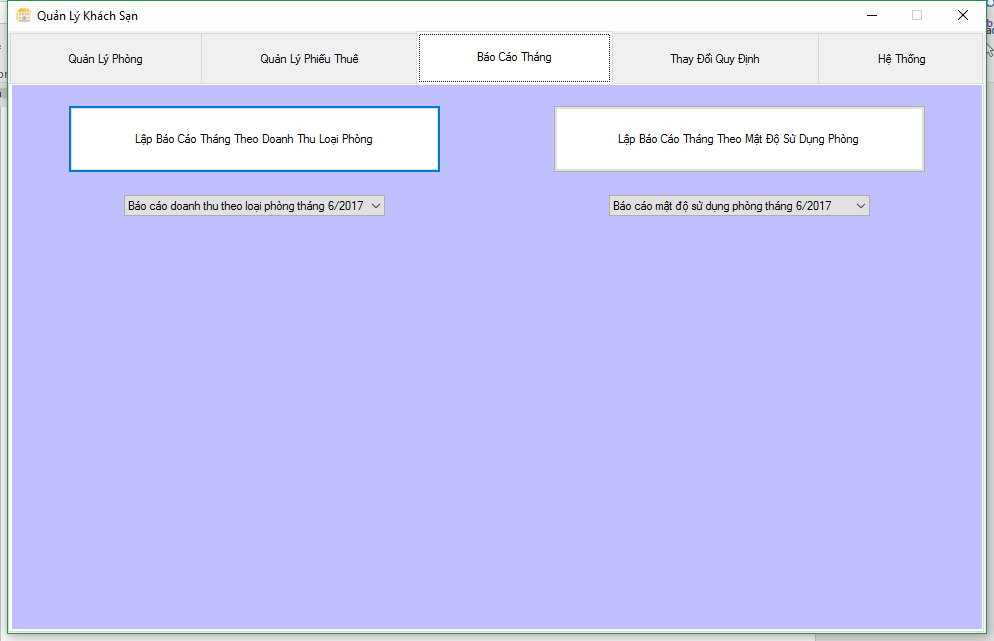 Quản Lý Khách Sạn
Quản Lý Phòng
Quản Lý Phiếu Thuê
Báo Cáo Tháng
Thay Đổi Quy Định
Hệ Thống
Lập Báo Cáo Tháng Theo Doanh Thu Loại Phòng
Lập Báo Cáo Tháng Theo Mật Độ Sử Dụng Phòng
Báo cáo doanh thu theo loại phòng tháng 6/2017
Báo cáo mật độ sử dụng phòng tháng 6/2017